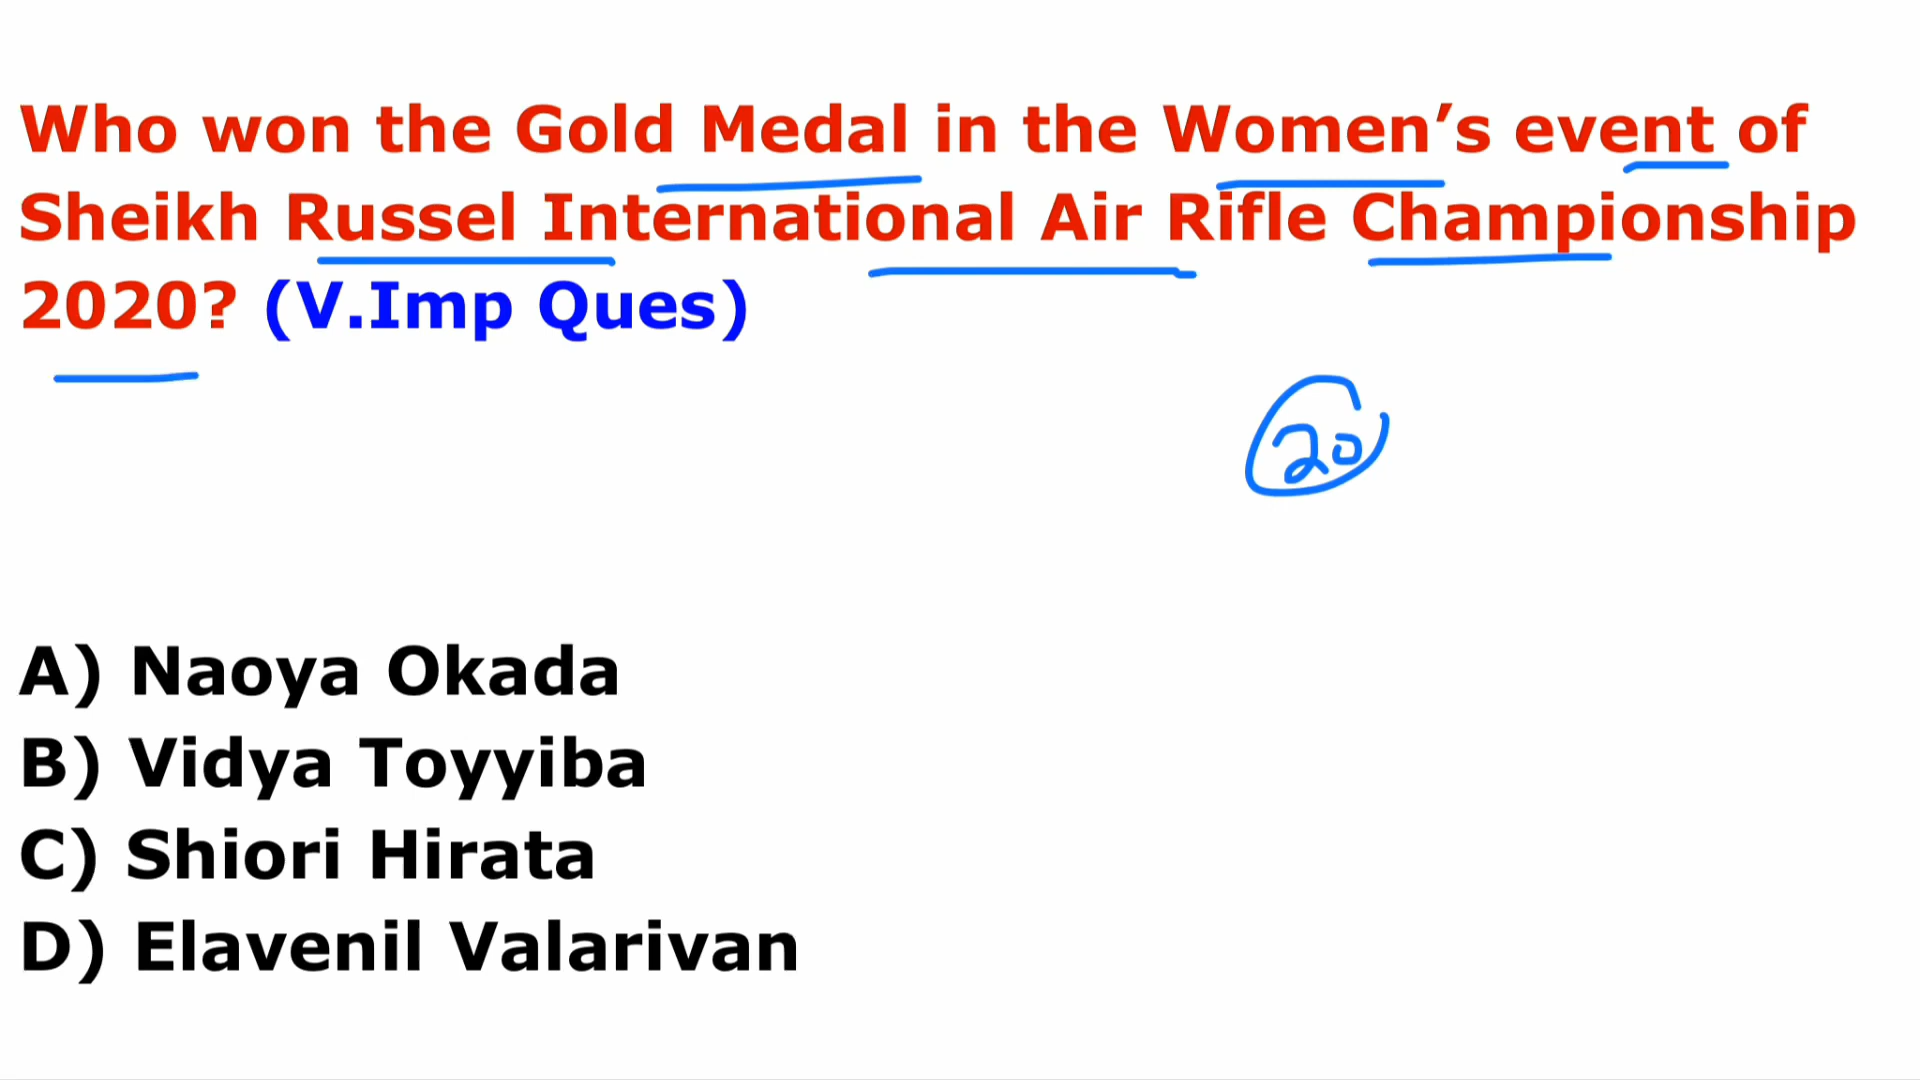 Who won the Gold Medal in the Women’s event of
Sheikh Russel International Air Rifle Championship
2020? (V.Imp Ques)
20
A) Naoya Okada
B) Vidya Toyyiba
C) Shiori Hirata
D) Elavenil Valarivan